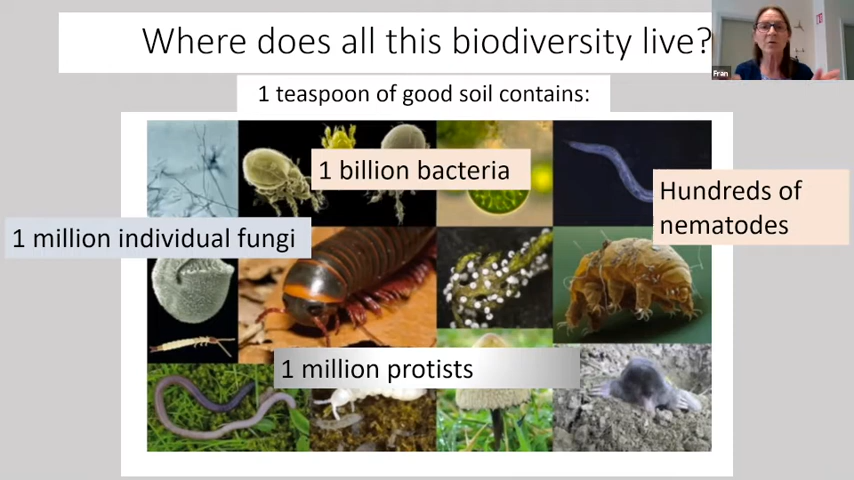 Where does all this biodiversity live?
Fran
1 teaspoon of good soil contains:
1 billion bacteria
Hundreds of
nematodes
1 million individual fungi
1 million protists